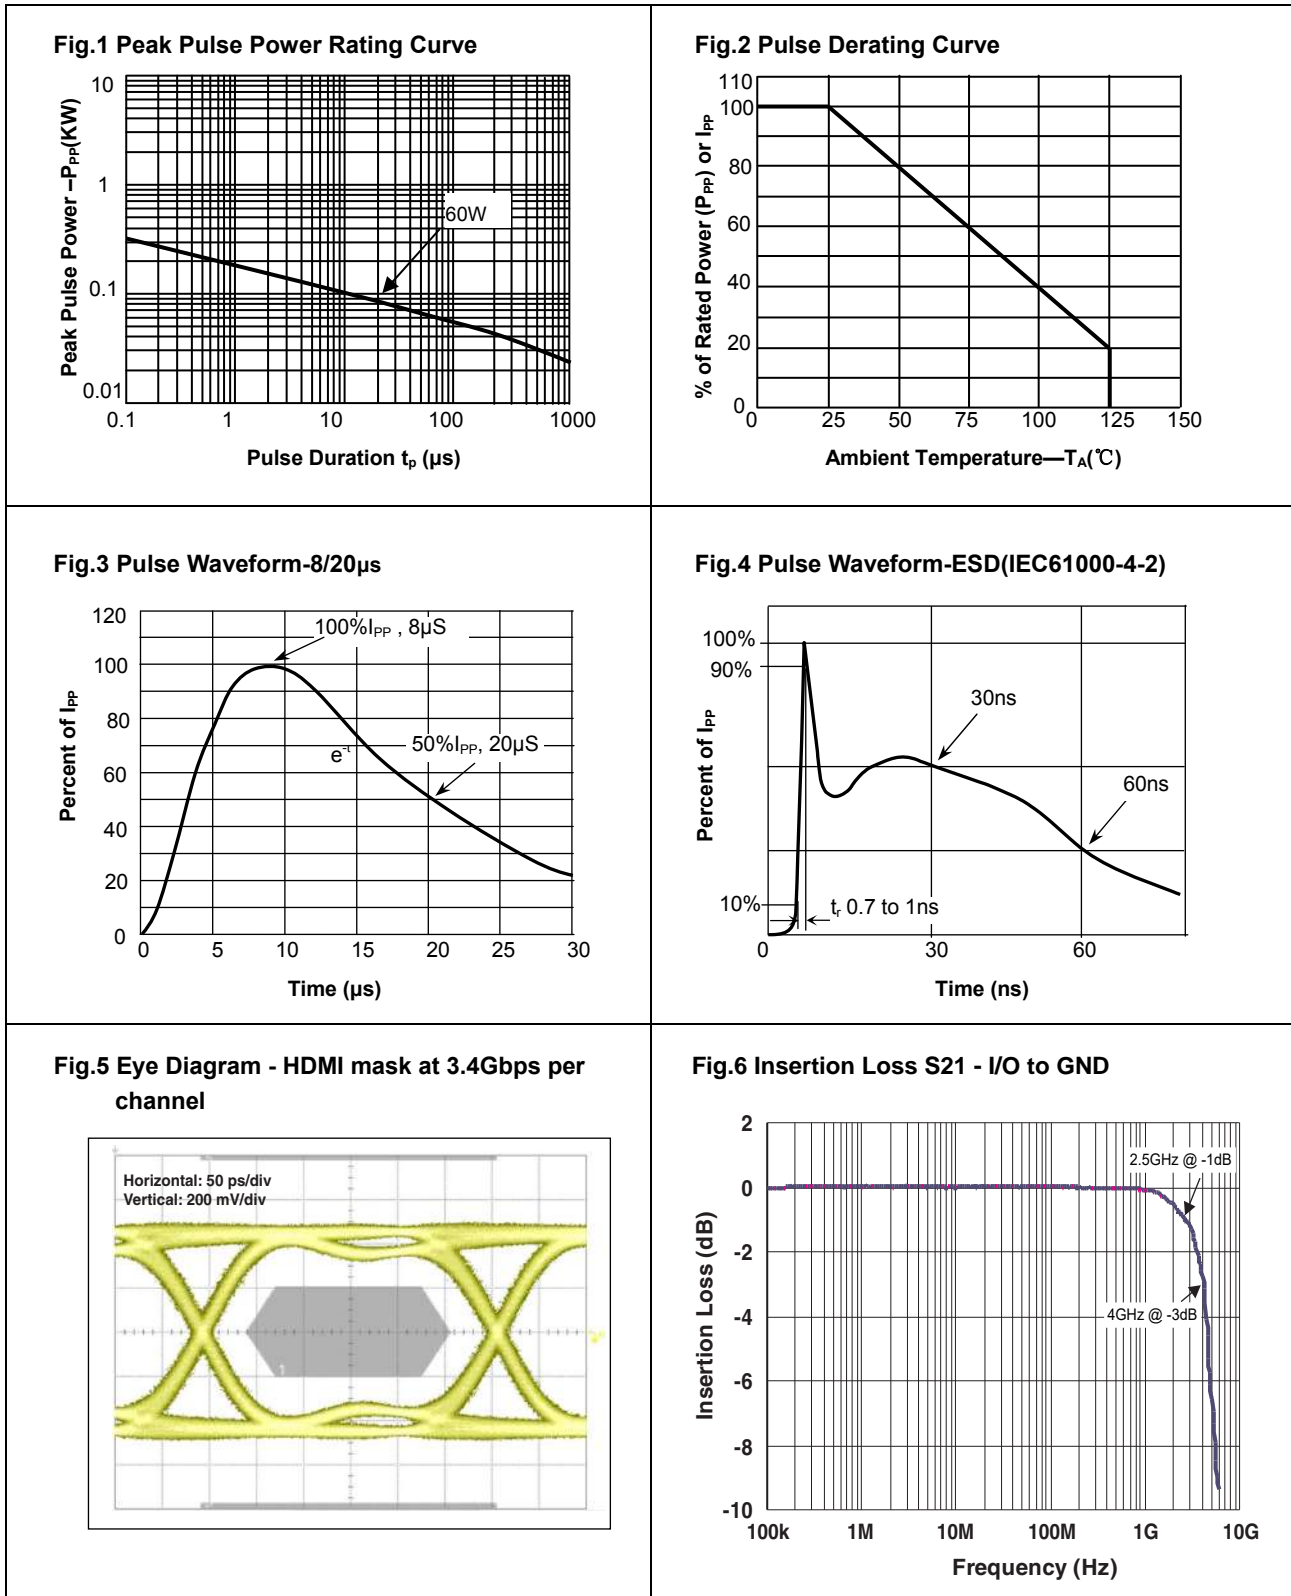 Fig.1 Peak Pulse Power Rating Curve
Peak Pulse Power –PPP(KW)
10
1
0.1
0.01
60W
0.1 1 10 100 1000
Pulse Duration tp (µs)
Fig.2 Pulse Derating Curve
% of Rated Power (PPP) or IPP
110
100
80
60
40
20
0
0 25 50 75 100 125 150
Ambient Temperature—TA(℃)
Fig.3 Pulse Waveform-8/20µs
Percent of IPP
120
100
80
60
40
20
0
100%IPP , 8µS
e-t
50%IPP, 20µS
0 5 10 15 20 25 30
Time (µs)
Fig.4 Pulse Waveform-ESD(IEC61000-4-2)
Percent of IPP
100%
90%
10%
30ns
60ns
tr 0.7 to 1ns
0 30 60
Time (ns)
Fig.5 Eye Diagram - HDMI mask at 3.4Gbps per
channel
Horizontal: 50 ps/div
Vertical: 200 mV/div
1
Fig.6 Insertion Loss S21 - I/O to GND
Insertion Loss (dB)
2
0
-2
-4
-6
-8
-10
2.5GHz @ -1dB
4GHz @ -3dB
100k 1M 10M 100M 1G 10G
Frequency (Hz)